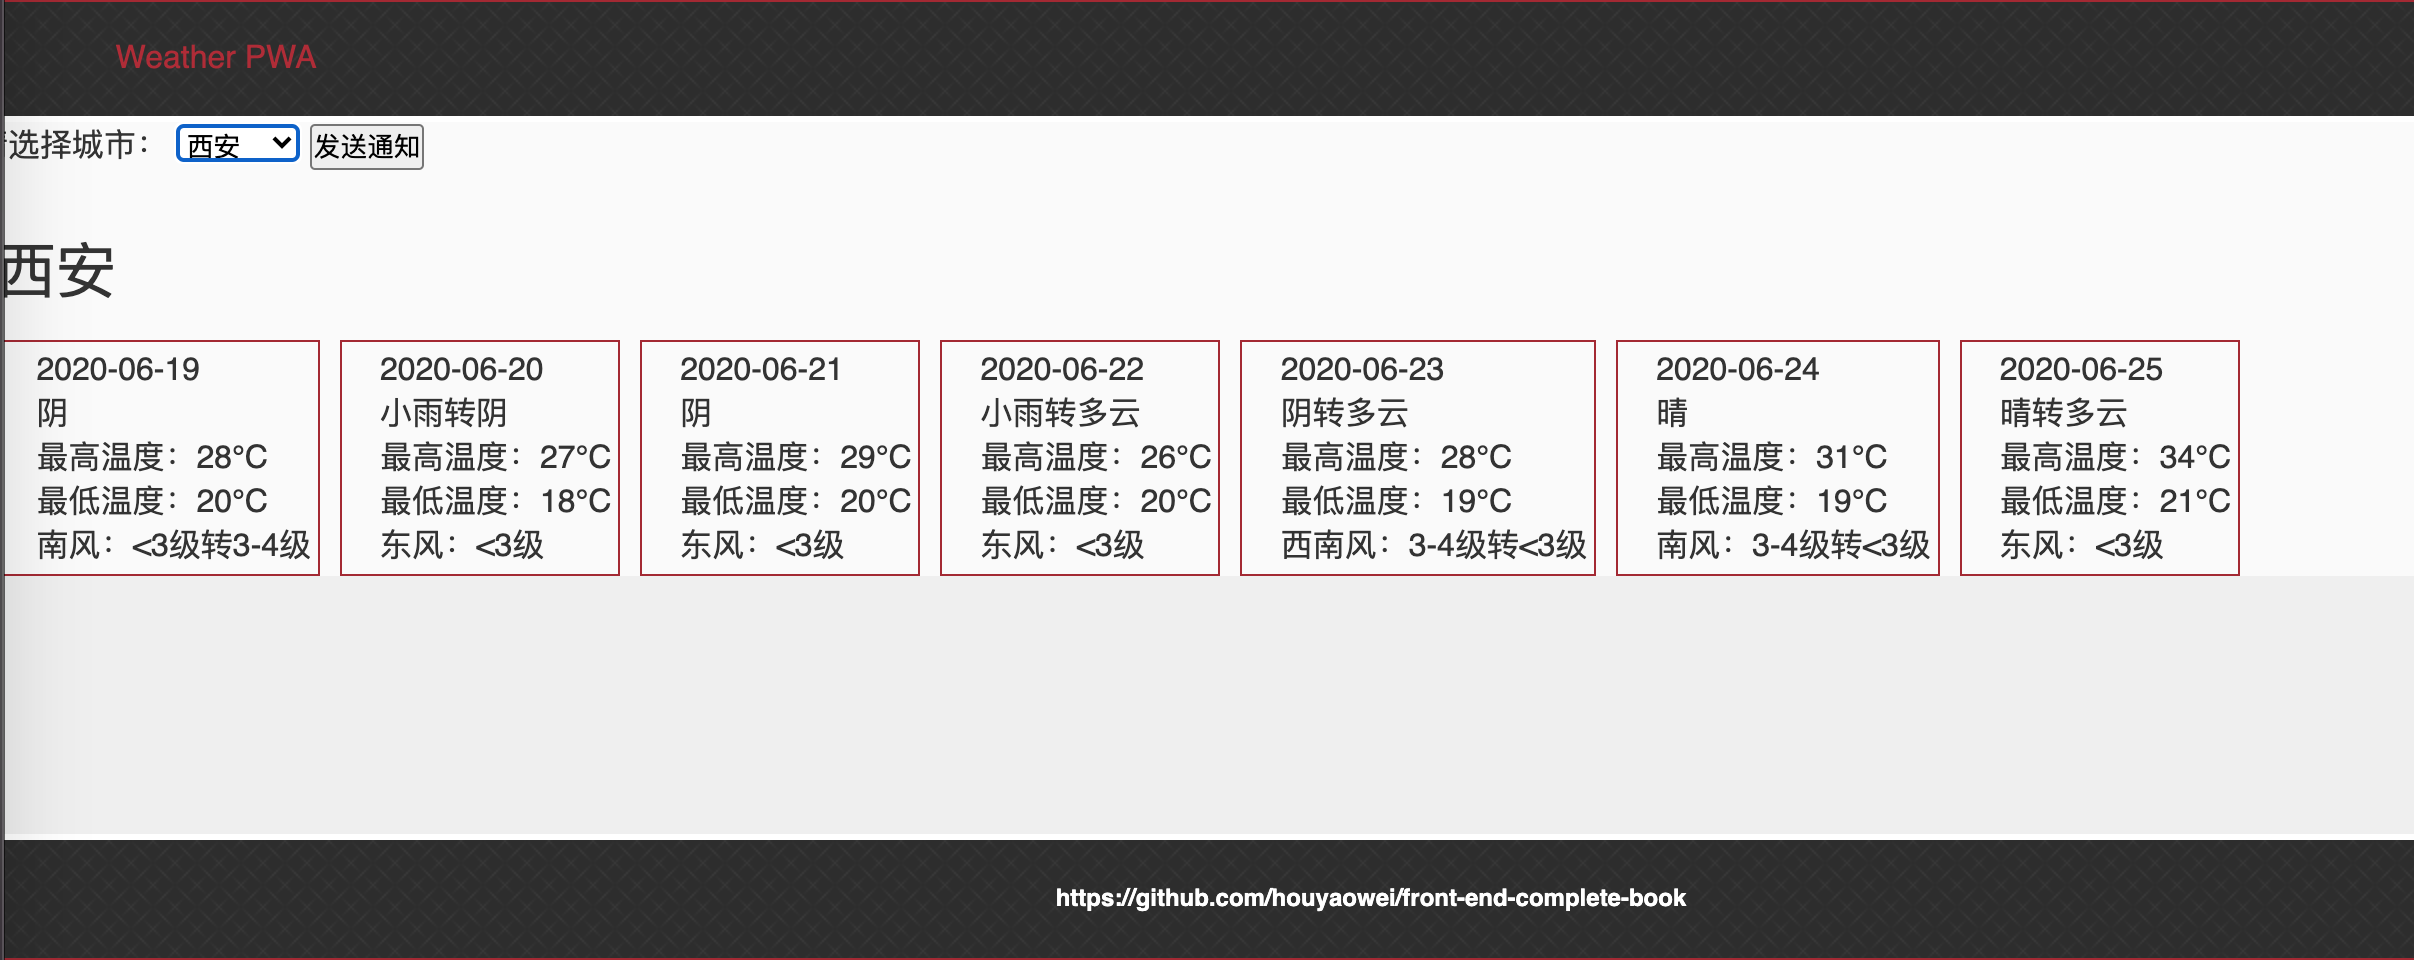 Weather PWA
选择城市：
西安
发送通知
西安
2020-06-19
阴
最高温度：28°C
最低温度：20°C
南风：<3级转3-4级
2020-06-20
小雨转阴
最高温度：27°C
最低温度：18°C
东风：<3级
2020-06-21
阴
最高温度：29°C
最低温度：20°C
东风：<3级
2020-06-22
小雨转多云
最高温度：26°C
最低温度：20°C
东风：<3级
2020-06-23
阴转多云
最高温度：28°C
最低温度：19°C
西南风：3-4级转<3级
2020-06-24
晴
最高温度：31°C
最低温度：19°C
南风：3-4级转<3级
2020-06-25
晴转多云
最高温度：34°C
最低温度：21°C
东风：<3级
https://github.com/houyaowei/front-end-complete-book